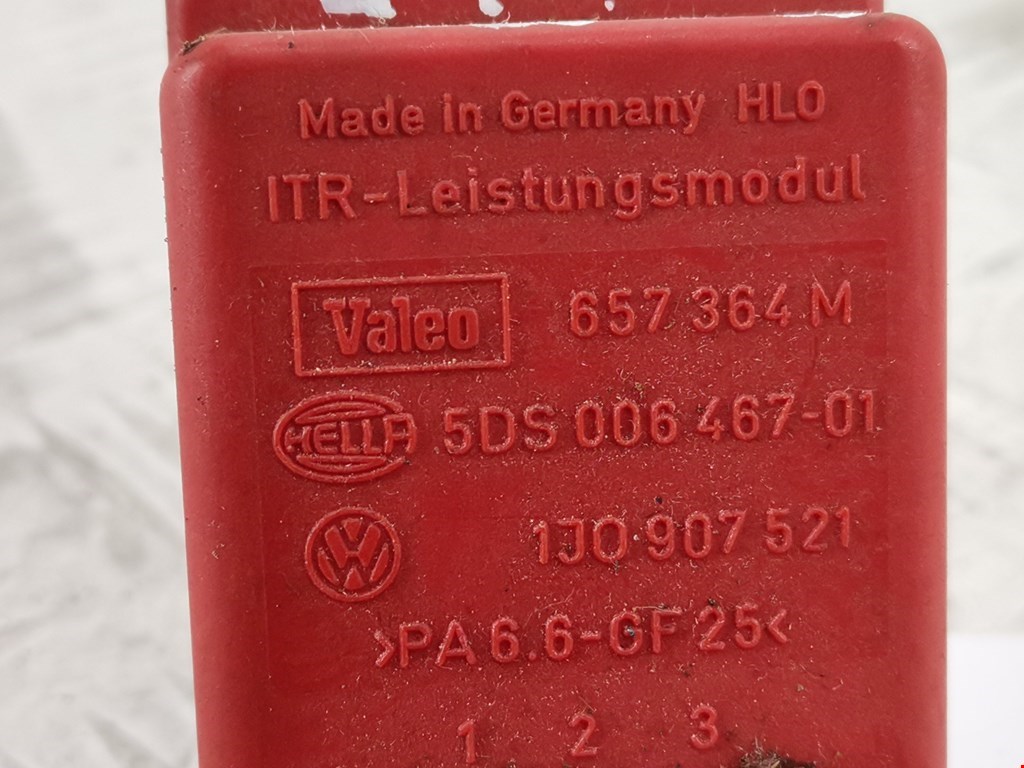 Made in Germany HLO
ITR-Leistungsmodul
Valeo 657 364 M
HELLA 5DS 006 467-01
VW 1J0 907 521
>PA 6.6-GF 25<
1 2 3